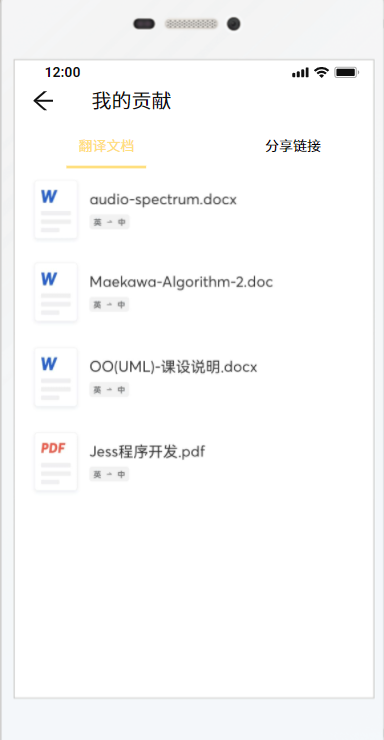 12:00
我的贡献
翻译文档 分享链接
W
audio-spectrum.docx
英 → 中
W
Maekawa-Algorithm-2.doc
英 → 中
W
OO(UML)-课设说明.docx
英 → 中
PDF
Jess程序开发.pdf
英 → 中